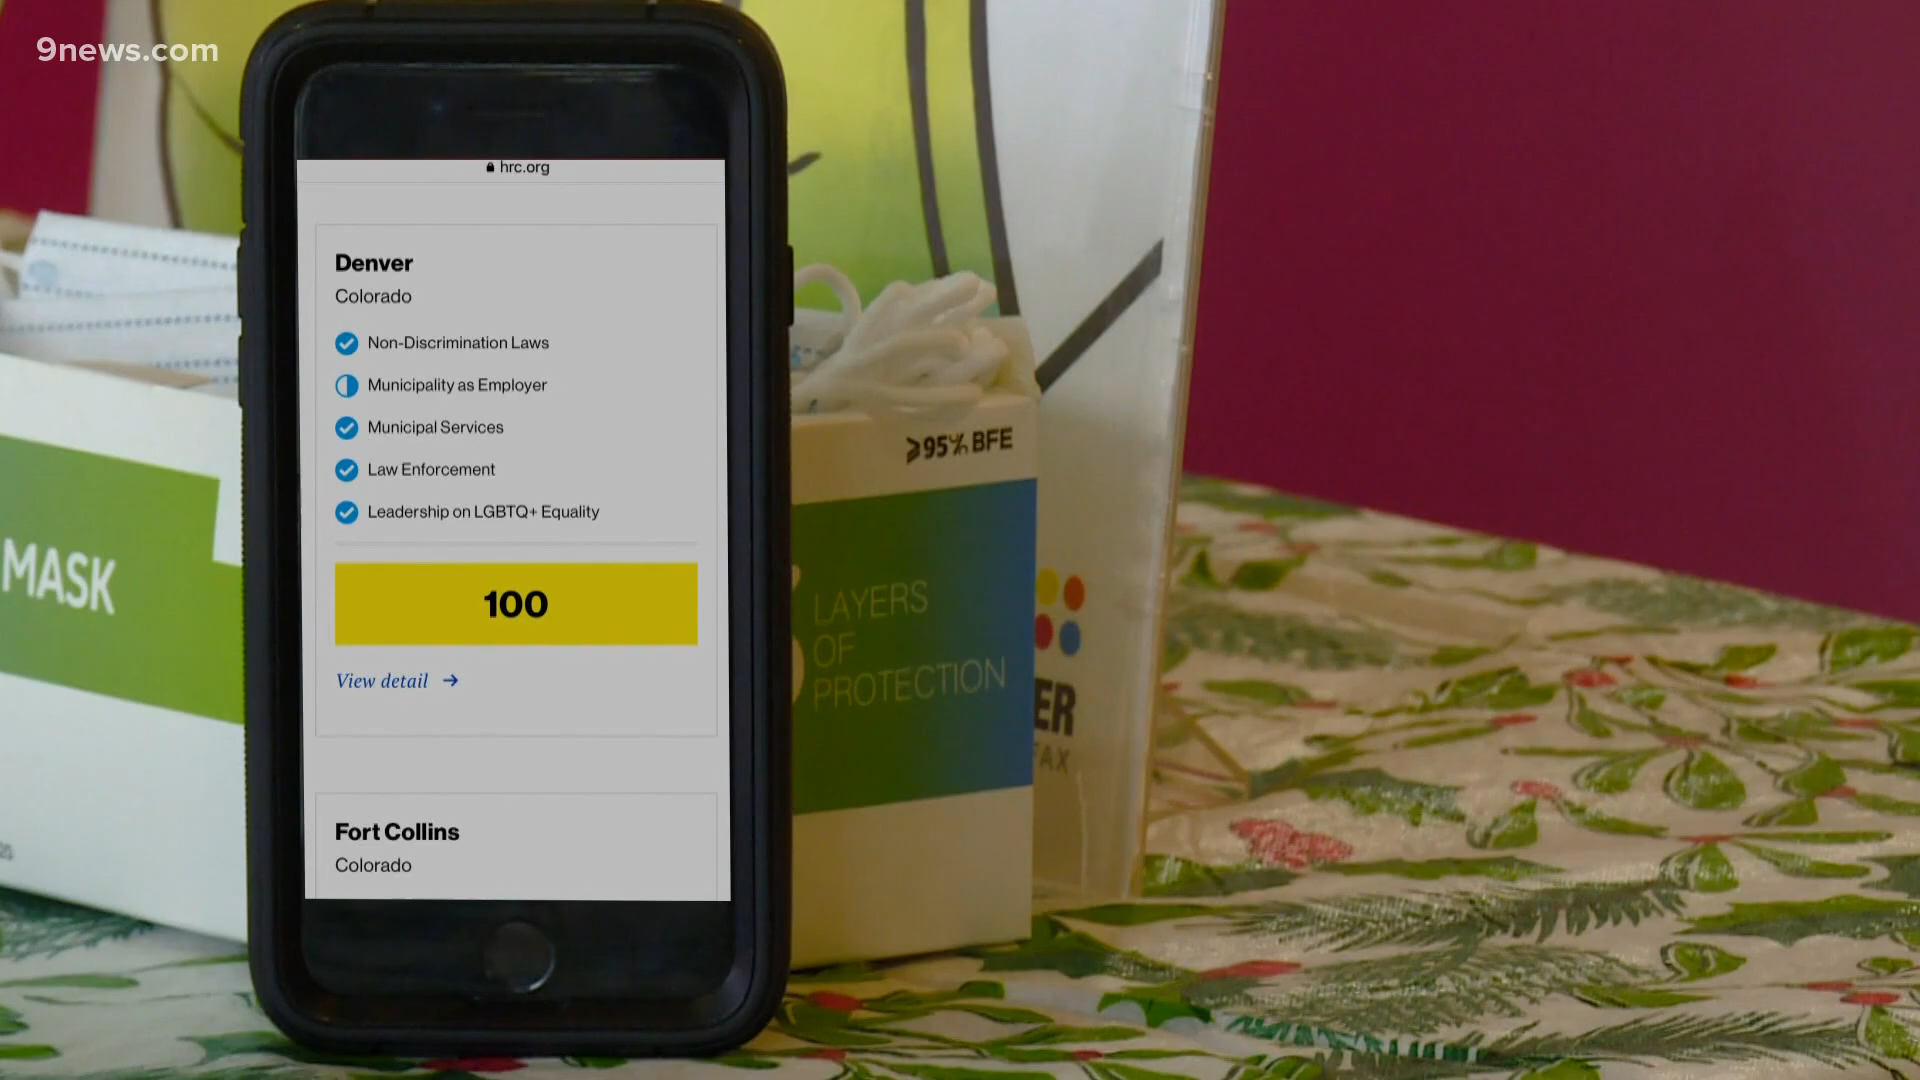 9news.com
hrc.org
Denver
Colorado
Non-Discrimination Laws
Municipality as Employer
Municipal Services
Law Enforcement
Leadership on LGBTQ+ Equality
100
View detail →
Fort Collins
Colorado
MASK
≥95% BFE
LAYERS
OF
PROTECTION
ER
FAX